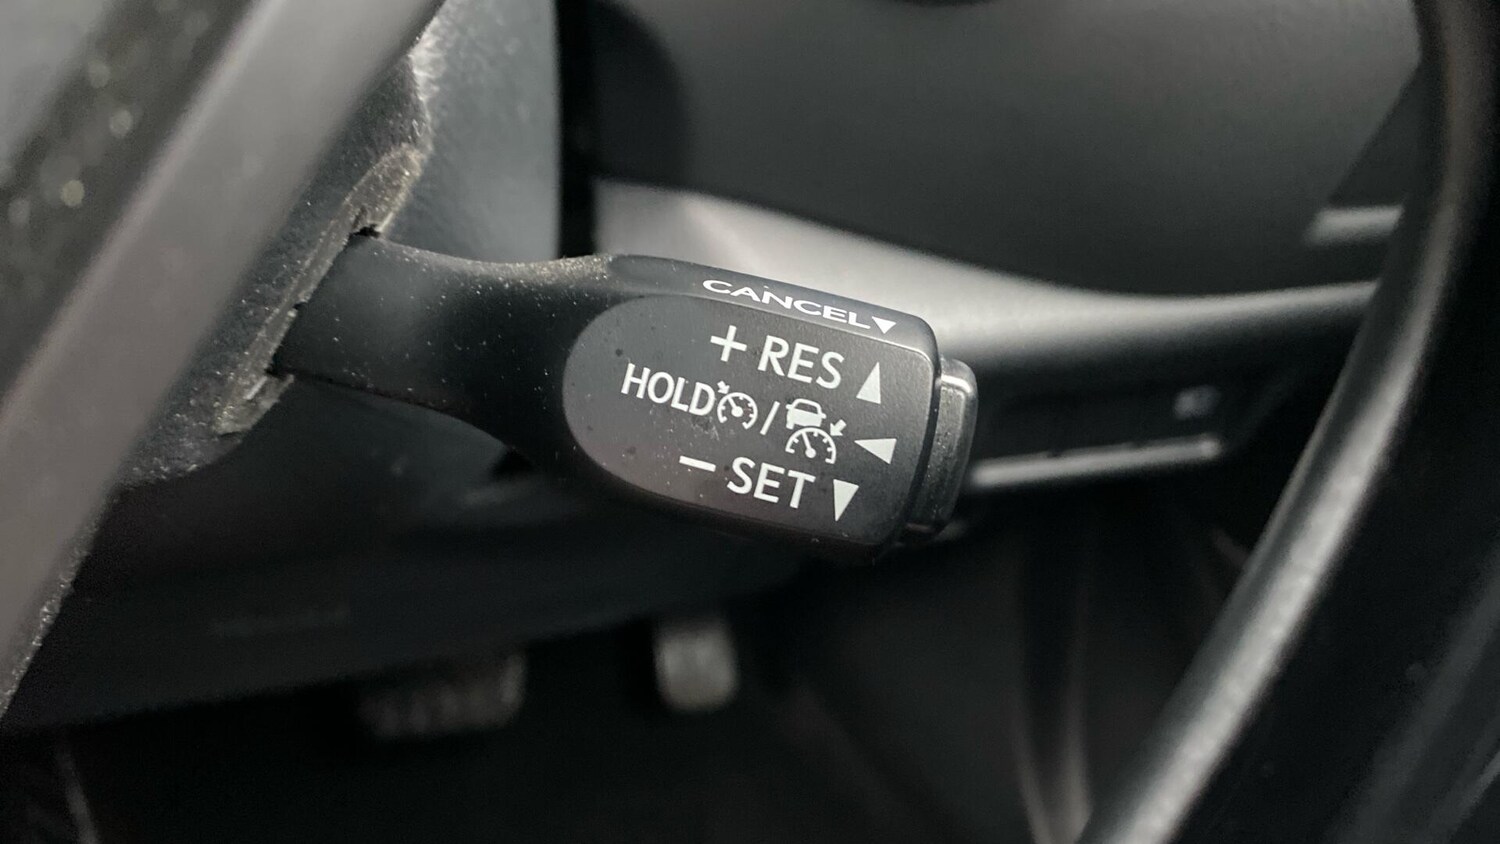 CANCEL▼
+ RES ▲
HOLD / ◀
− SET ▼